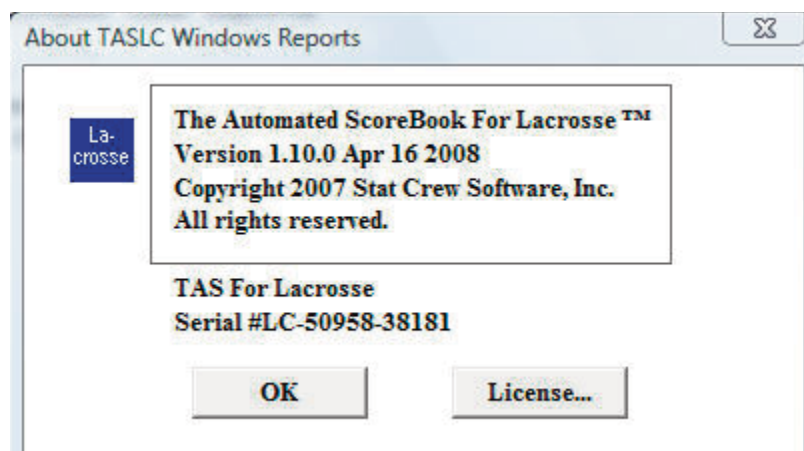 About TASLC Windows Reports
La-
crosse
The Automated ScoreBook For Lacrosse ™
Version 1.10.0 Apr 16 2008
Copyright 2007 Stat Crew Software, Inc.
All rights reserved.
TAS For Lacrosse
Serial #LC-50958-38181
OK
License...